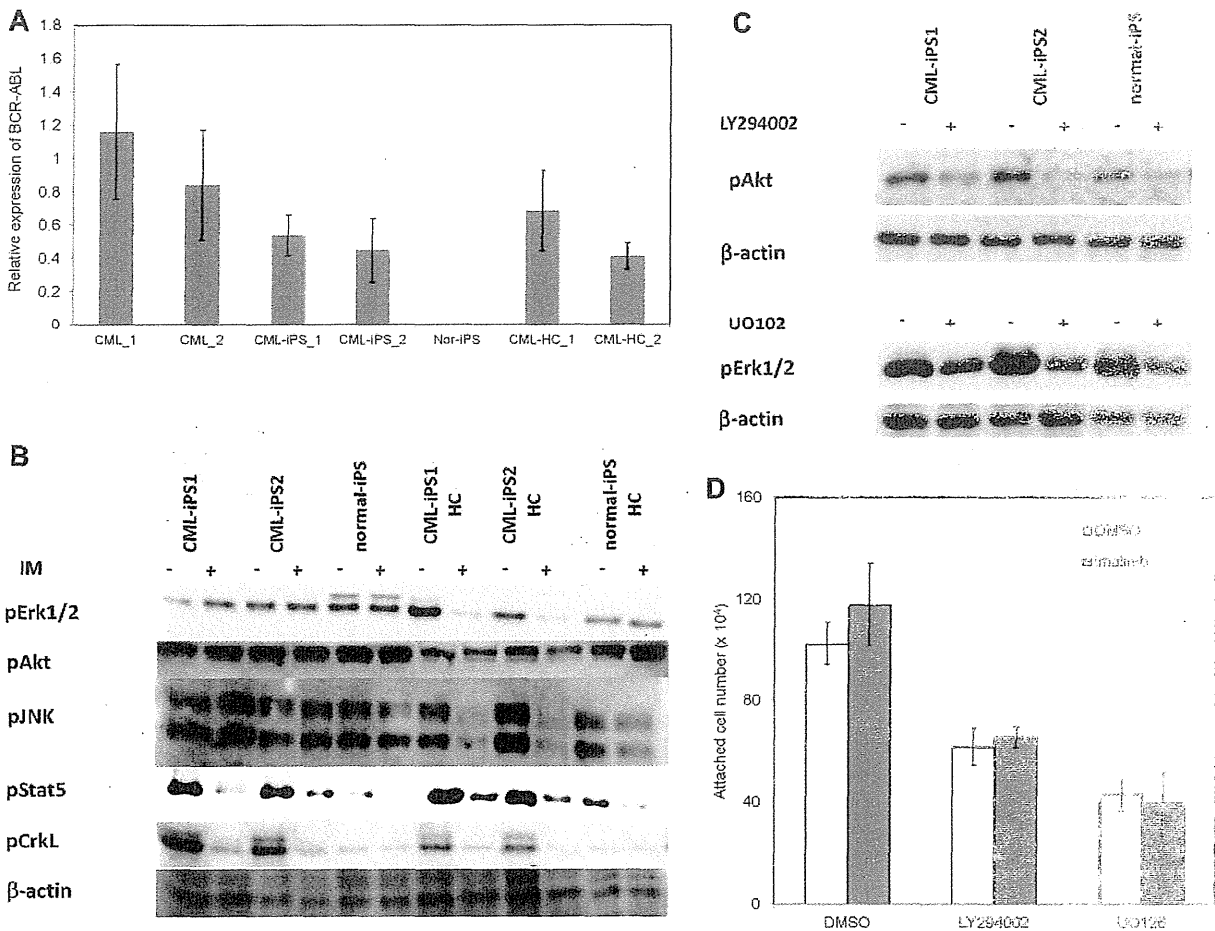 A
Relative expression of BCR-ABL
1.8
1.6
1.4
1.2
1
0.8
0.6
0.4
0.2
0
CML_1
CML_2
CML-iPS_1
CML-iPS_2
Nor-iPS
CML-HC_1
CML-HC_2
B
CML-iPS1
CML-iPS2
normal-iPS
CML-iPS1 HC
CML-iPS2 HC
normal-iPS HC
IM - + - + - + - + - + - +
pErk1/2
pAkt
pJNK
pStat5
pCrkL
β-actin
C
CML-iPS1
CML-iPS2
normal-iPS
LY294002 - + - + - +
pAkt
β-actin
UO102 - + - + - +
pErk1/2
β-actin
D
Attached cell number (x 10⁴)
160
120
80
40
0
DMSO
DMSO
LY294002
UO126